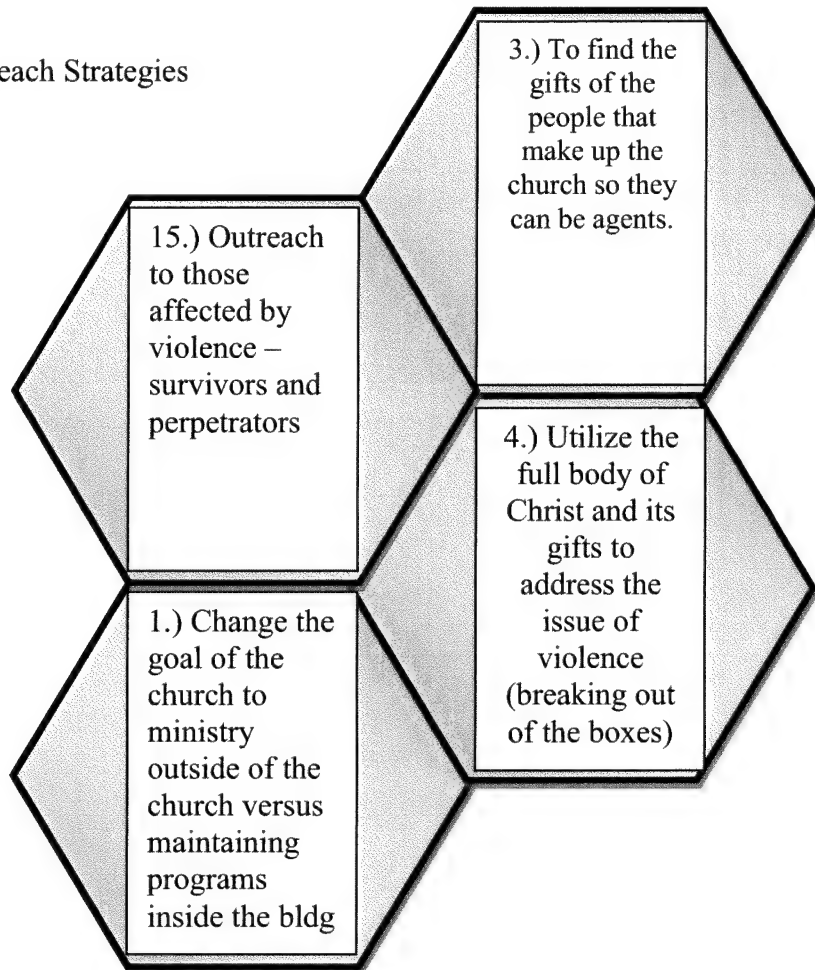 each Strategies
3.) To find the
gifts of the
people that
make up the
church so they
can be agents.
15.) Outreach
to those
affected by
violence –
survivors and
perpetrators
4.) Utilize the
full body of
Christ and its
gifts to
address the
issue of
violence
(breaking out
of the boxes)
1.) Change the
goal of the
church to
ministry
outside of the
church versus
maintaining
programs
inside the bldg